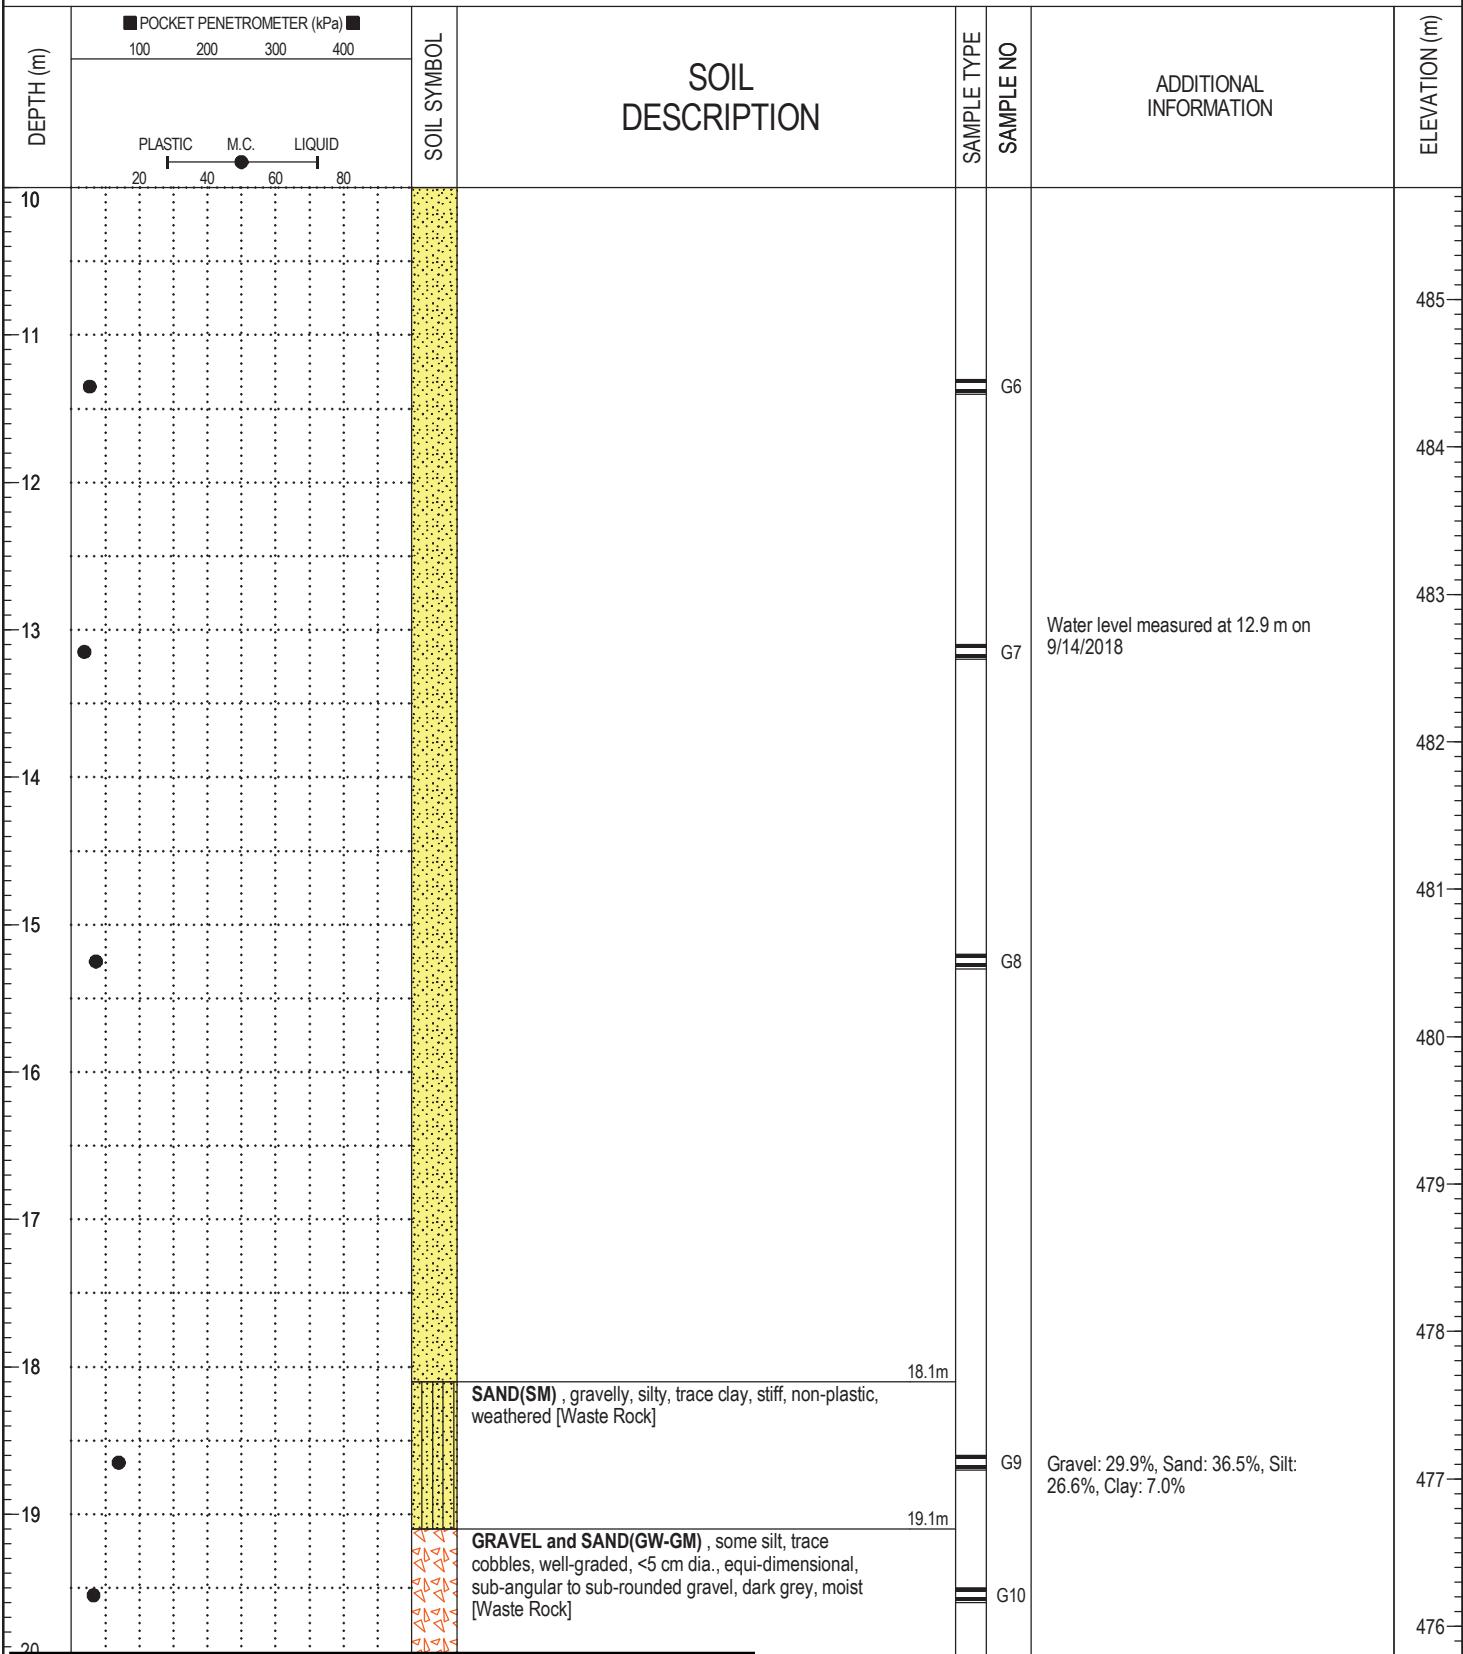 ■ POCKET PENETROMETER (kPa) ■
100 200 300 400
DEPTH (m)
PLASTIC M.C. LIQUID
20 40 60 80
SOIL SYMBOL
SOIL
DESCRIPTION
SAMPLE TYPE
SAMPLE NO
ADDITIONAL
INFORMATION
ELEVATION (m)
10
485
11
G6
484
12
483
Water level measured at 12.9 m on
13
G7
9/14/2018
482
14
481
15
G8
480
16
479
17
478
18
18.1m
SAND(SM) , gravelly, silty, trace clay, stiff, non-plastic,
weathered [Waste Rock]
G9
Gravel: 29.9%, Sand: 36.5%, Silt:
26.6%, Clay: 7.0%
477
19
19.1m
GRAVEL and SAND(GW-GM) , some silt, trace
cobbles, well-graded, <5 cm dia., equi-dimensional,
sub-angular to sub-rounded gravel, dark grey, moist
[Waste Rock]
G10
476
20